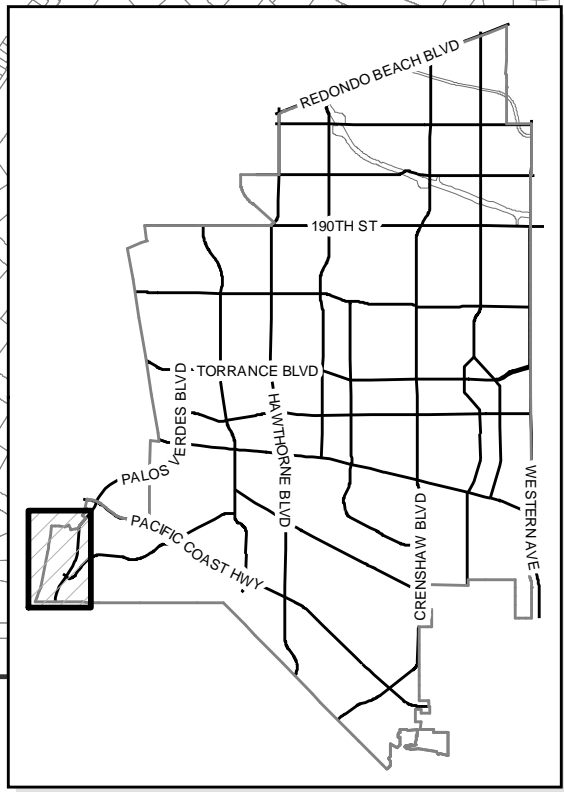 REDONDO BEACH BLVD
190TH ST
TORRANCE BLVD
PALOS VERDES BLVD
HAWTHORNE BLVD
PACIFIC COAST HWY
CRENSHAW BLVD
WESTERN AVE